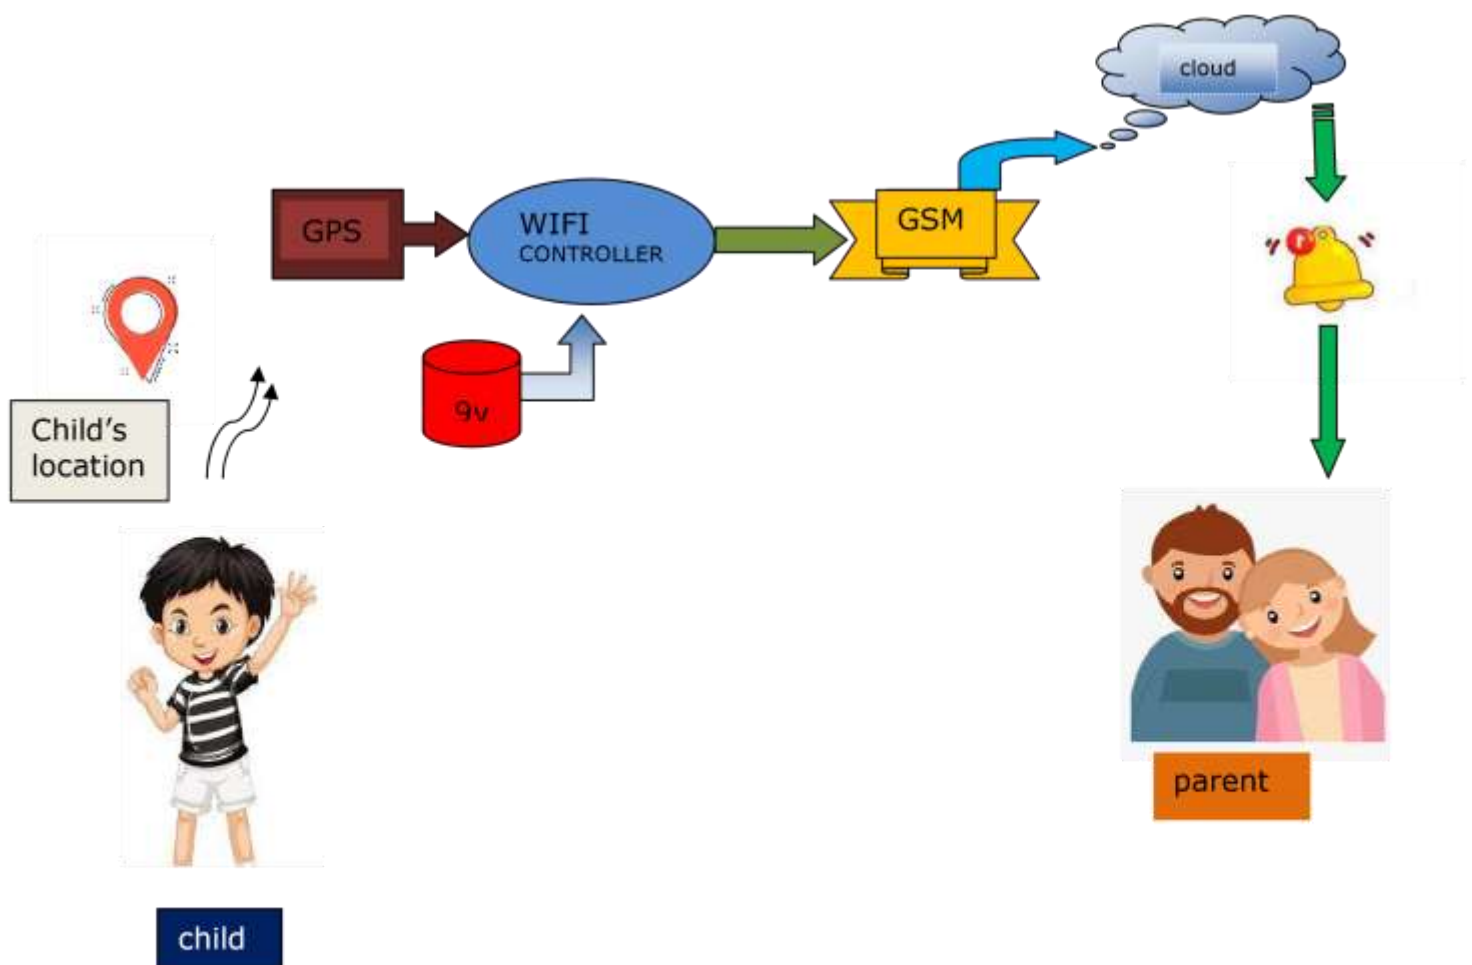 cloud
GPS
WIFI
CONTROLLER
GSM
9v
Child's
location
parent
child